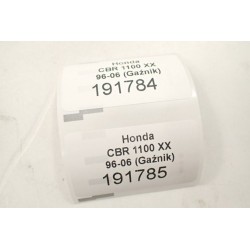 Honda
CBR 1100 XX
96-06 (Gaźnik)
191784
Honda
CBR 1100 XX
96-06 (Gaźnik)
191785